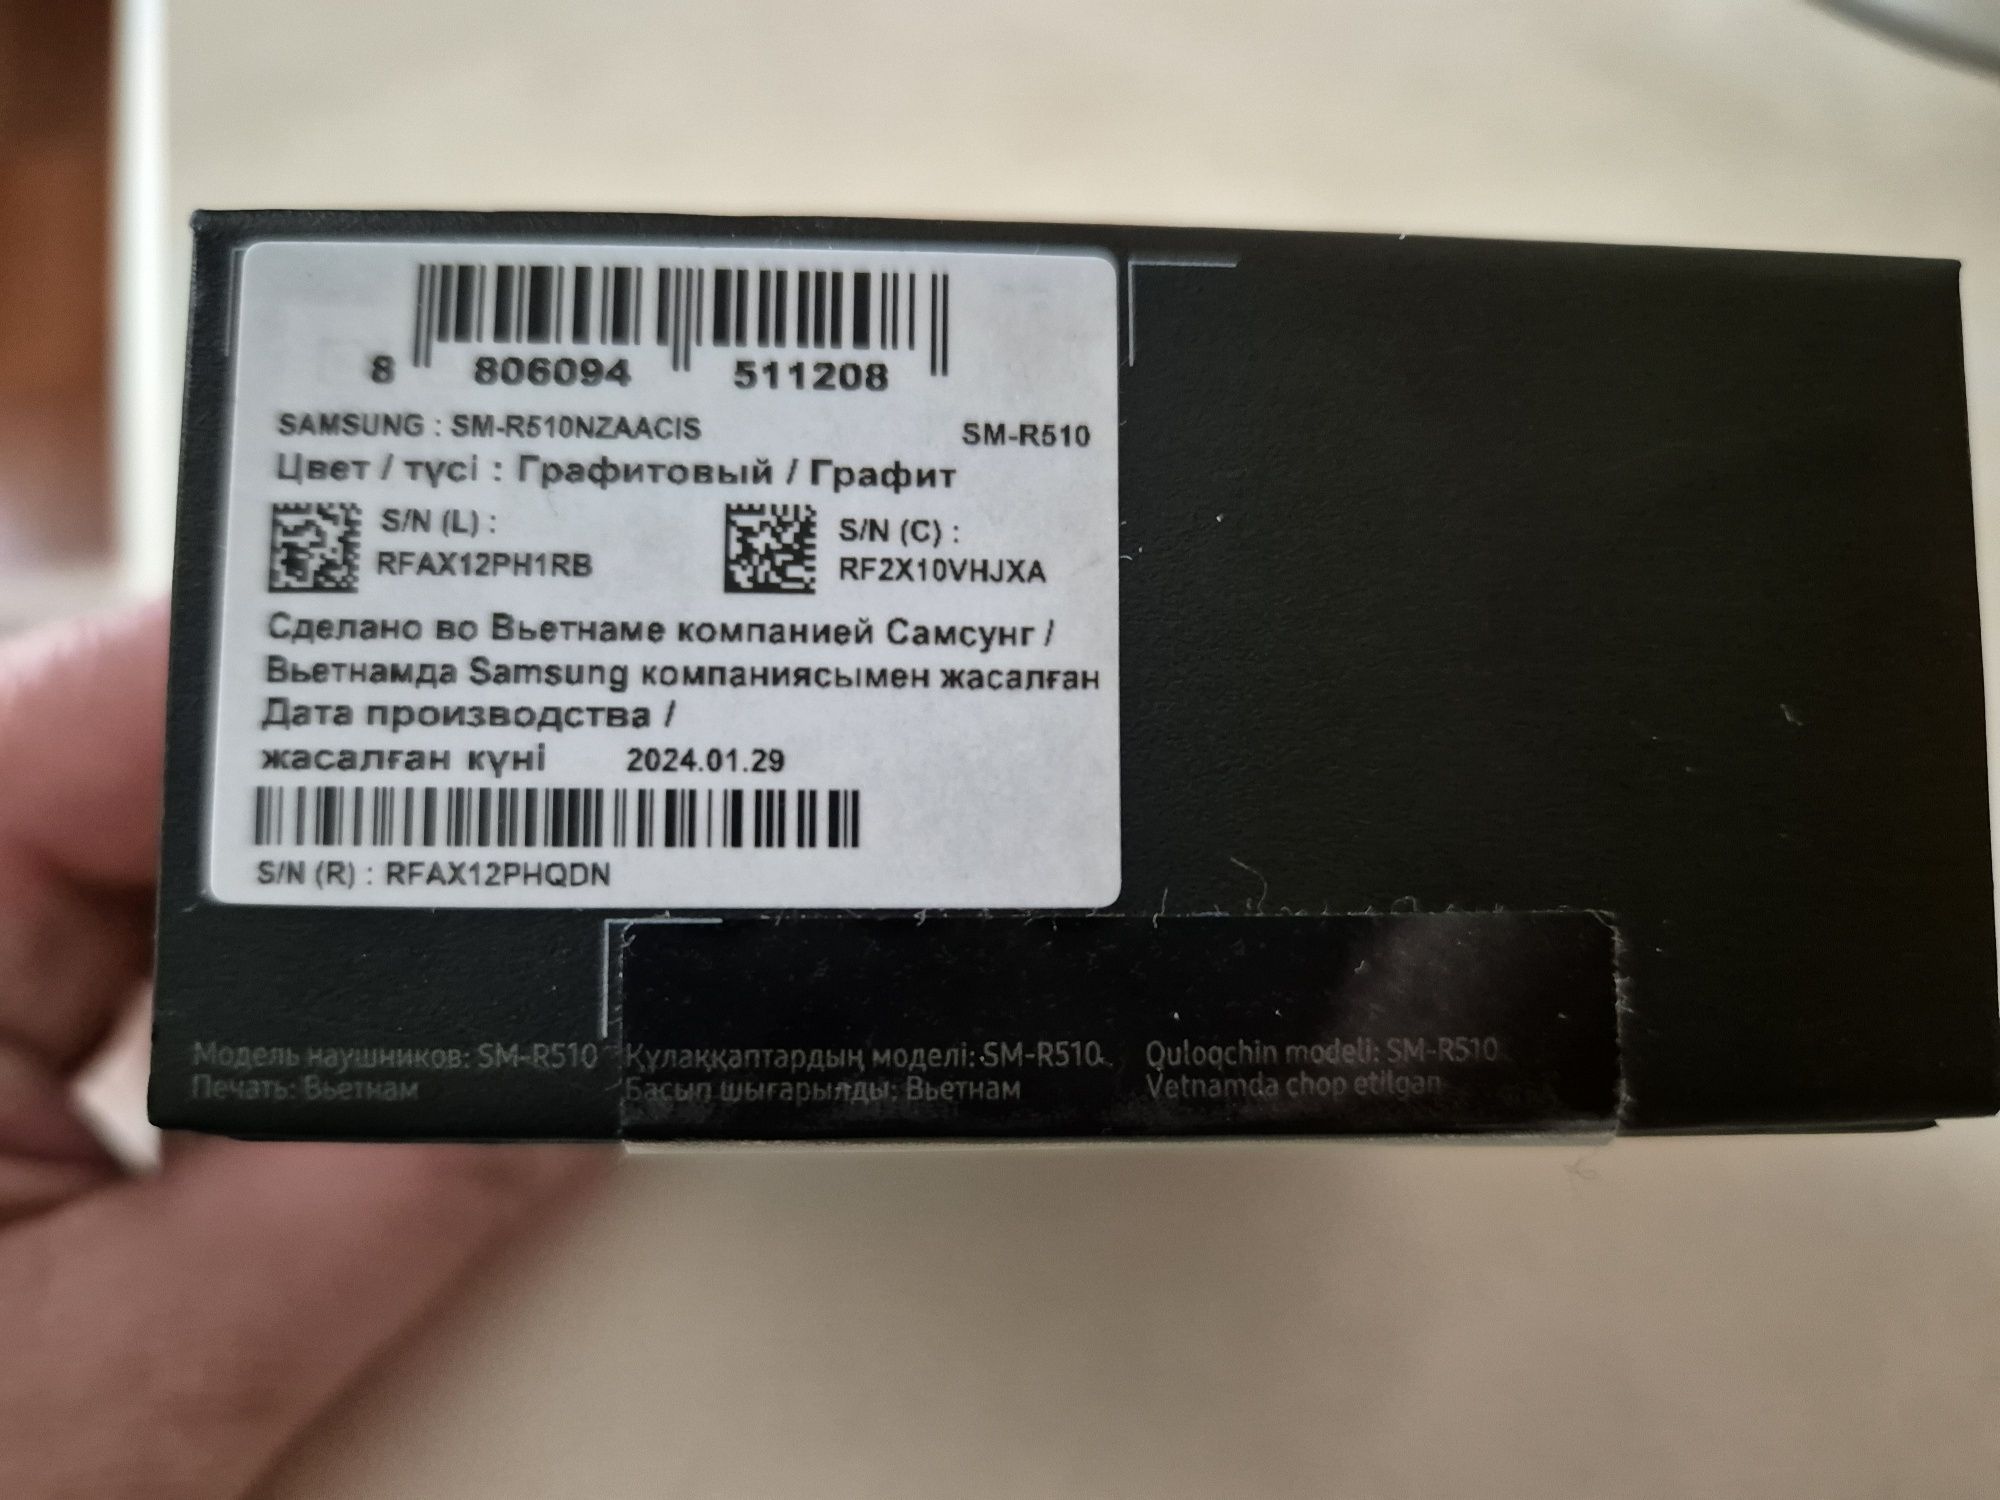 8 806094 511208
SAMSUNG : SM-R510NZAACIS SM-R510
Цвет / түсі : Графитовый / Графит
S/N (L) :
RFAX12PH1RB
S/N (C) :
RF2X10VHJXA
Сделано во Вьетнаме компанией Самсунг /
Вьетнамда Samsung компаниясымен жасалған
Дата производства /
жасалған күні 2024.01.29
S/N (R) : RFAX12PHQDN
Модель наушников: SM-R510
Печать: Вьетнам
Құлаққаптардың моделі: SM-R510
Басып шығарылды: Вьетнам
Quloqchin modeli: SM-R510
Vetnamda chop etilgan